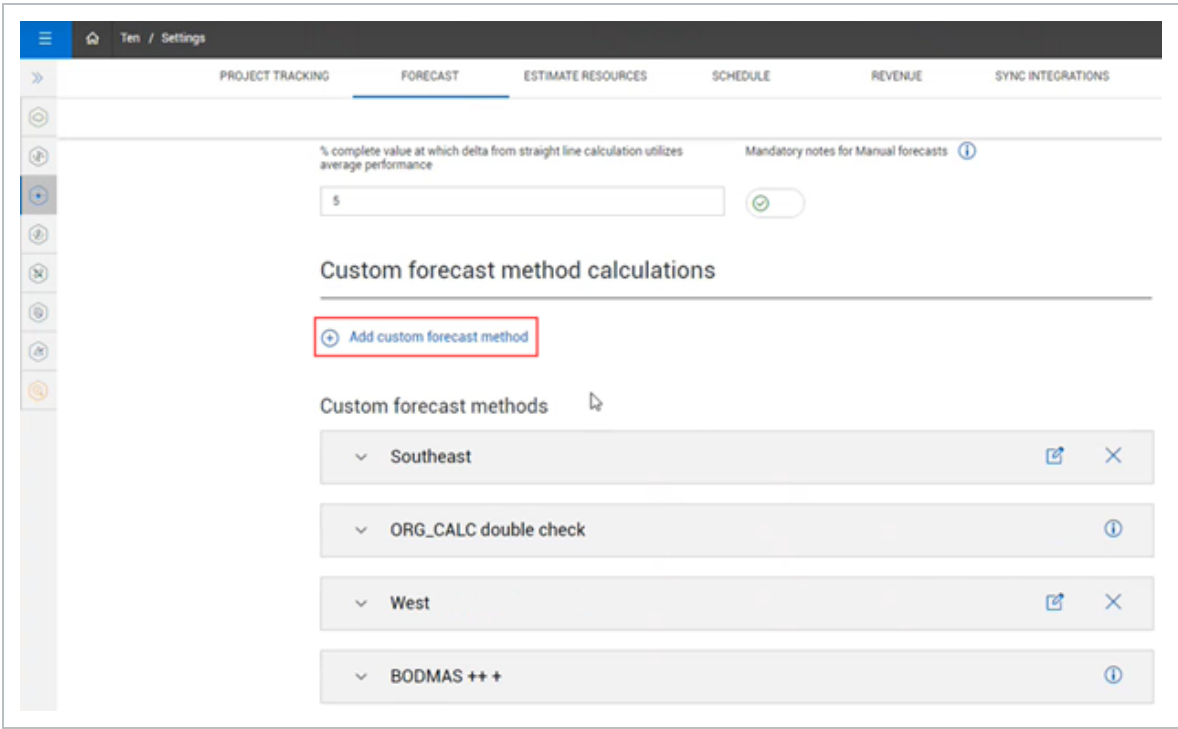 Ten / Settings
PROJECT TRACKING FORECAST ESTIMATE RESOURCES SCHEDULE REVENUE SYNC INTEGRATIONS
% complete value at which delta from straight line calculation utilizes
average performance
Mandatory notes for Manual forecasts
5
Custom forecast method calculations
Add custom forecast method
Custom forecast methods
Southeast
ORG_CALC double check
West
BODMAS ++ +